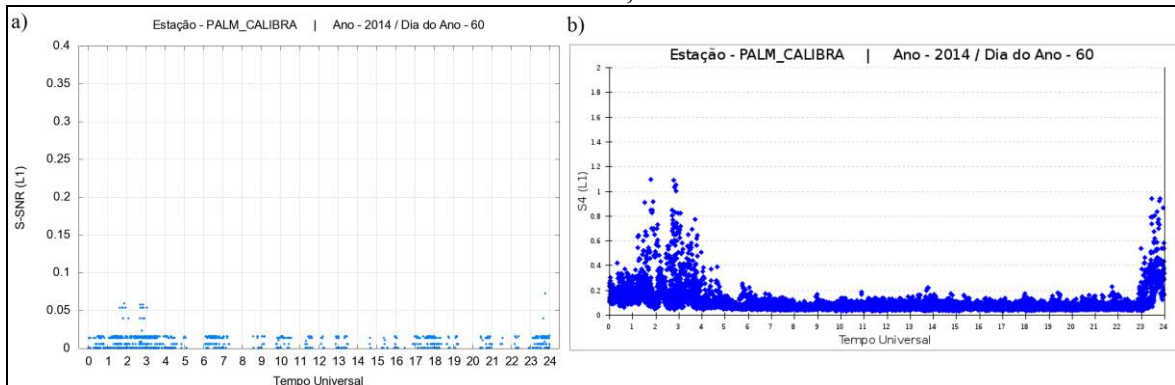 a)
Estação - PALM_CALIBRA | Ano - 2014 / Dia do Ano - 60
0.4
0.35
0.3
0.25
0.2
0.15
0.1
0.05
0
S-SNR (L1)
0 1 2 3 4 5 6 7 8 9 10 11 12 13 14 15 16 17 18 19 20 21 22 23 24
Tempo Universal
b)
Estação - PALM_CALIBRA | Ano - 2014 / Dia do Ano - 60
2
1.8
1.6
1.4
1.2
1
0.8
0.6
0.4
0.2
0
S4 (L1)
0 1 2 3 4 5 6 7 8 9 10 11 12 13 14 15 16 17 18 19 20 21 22 23 24
Tempo Universal